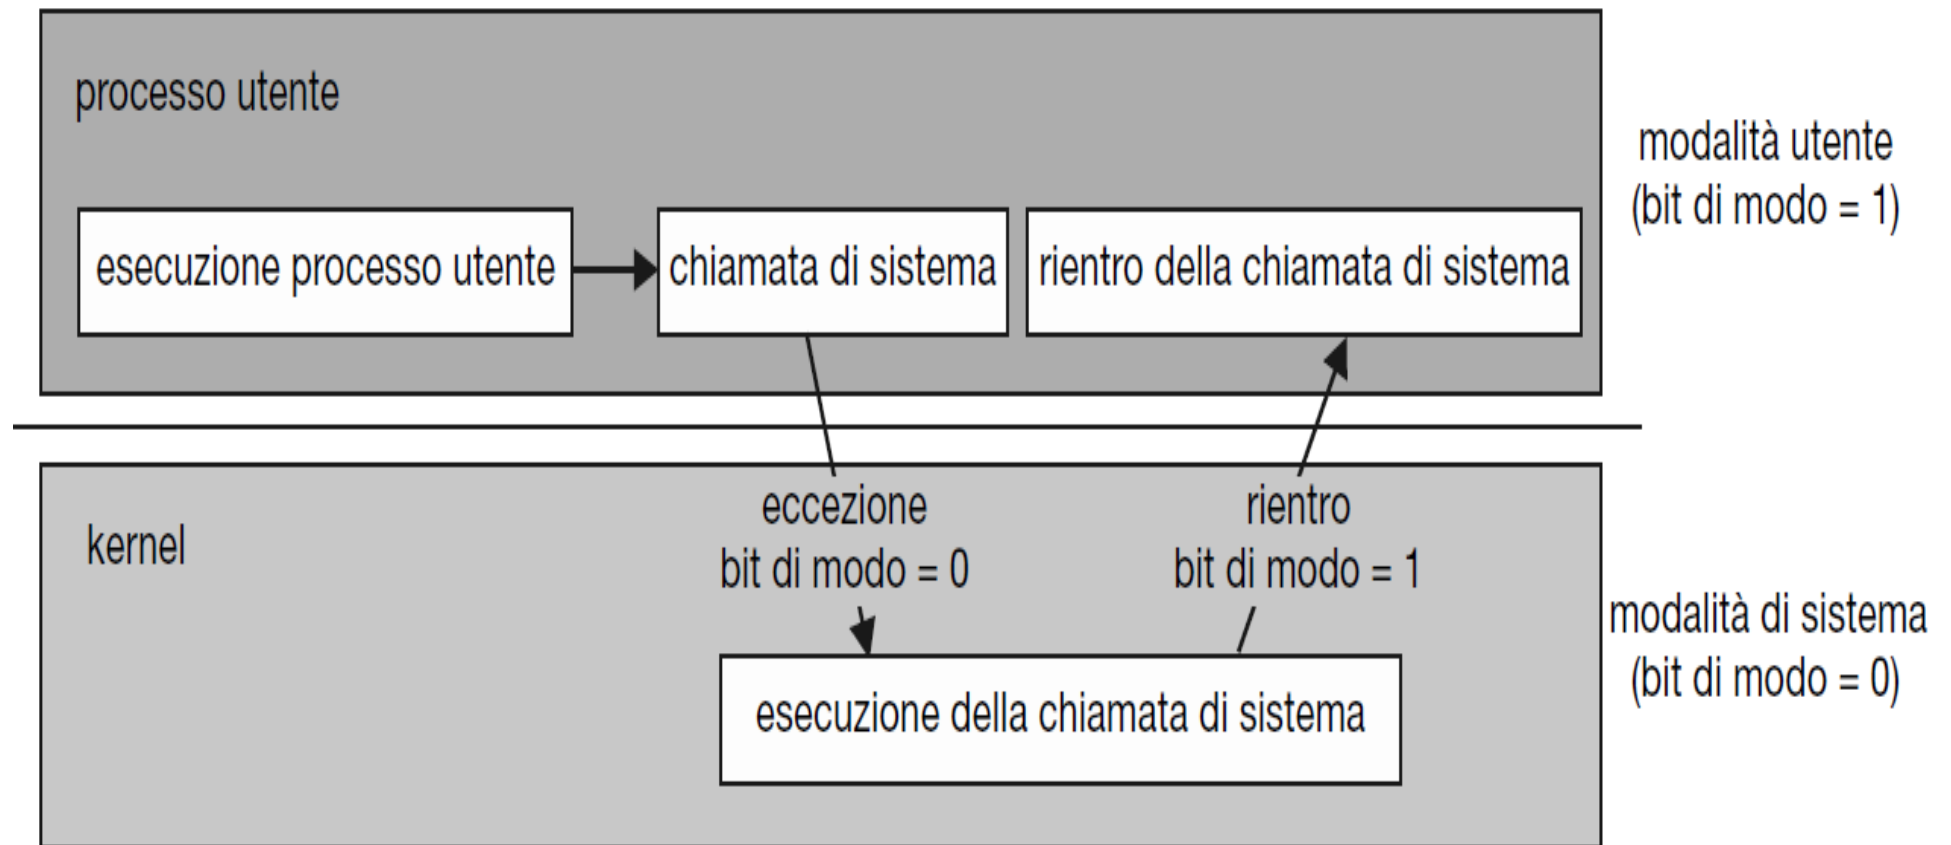 processo utente
esecuzione processo utente
chiamata di sistema
rientro della chiamata di sistema
modalità utente
(bit di modo = 1)
kernel
eccezione
bit di modo = 0
rientro
bit di modo = 1
esecuzione della chiamata di sistema
modalità di sistema
(bit di modo = 0)